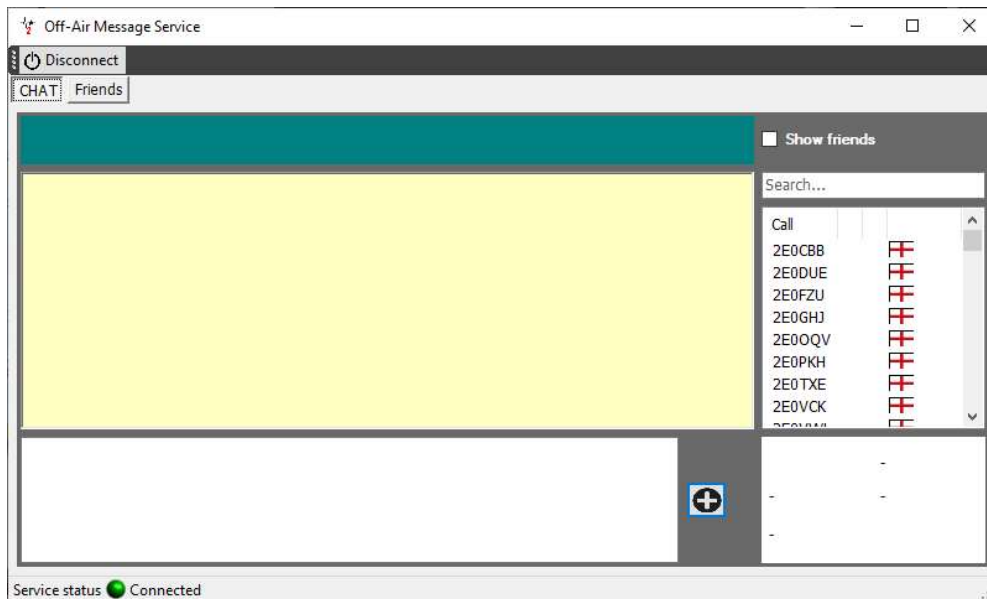 Off-Air Message Service
Disconnect
CHAT Friends
Show friends
Search...
Call
2E0CBB
2E0DUE
2E0FZU
2E0GHJ
2E0OQV
2E0PKH
2E0TXE
2E0VCK
-
- -
-
Service status Connected